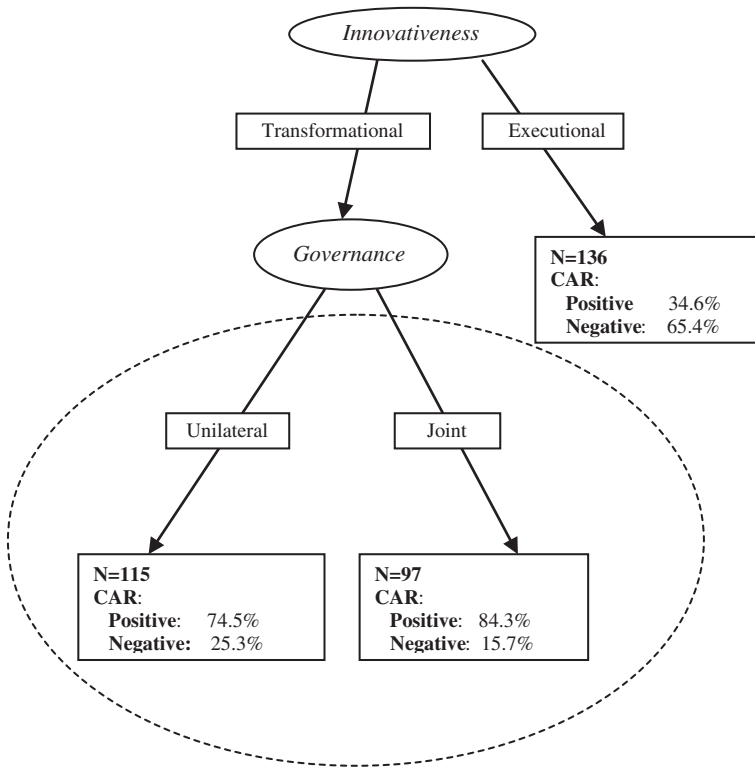 Innovativeness
Transformational
Executional
Governance
N=136
CAR:
Positive 34.6%
Negative: 65.4%
Unilateral
Joint
N=115
CAR:
Positive: 74.5%
Negative: 25.3%
N=97
CAR:
Positive: 84.3%
Negative: 15.7%